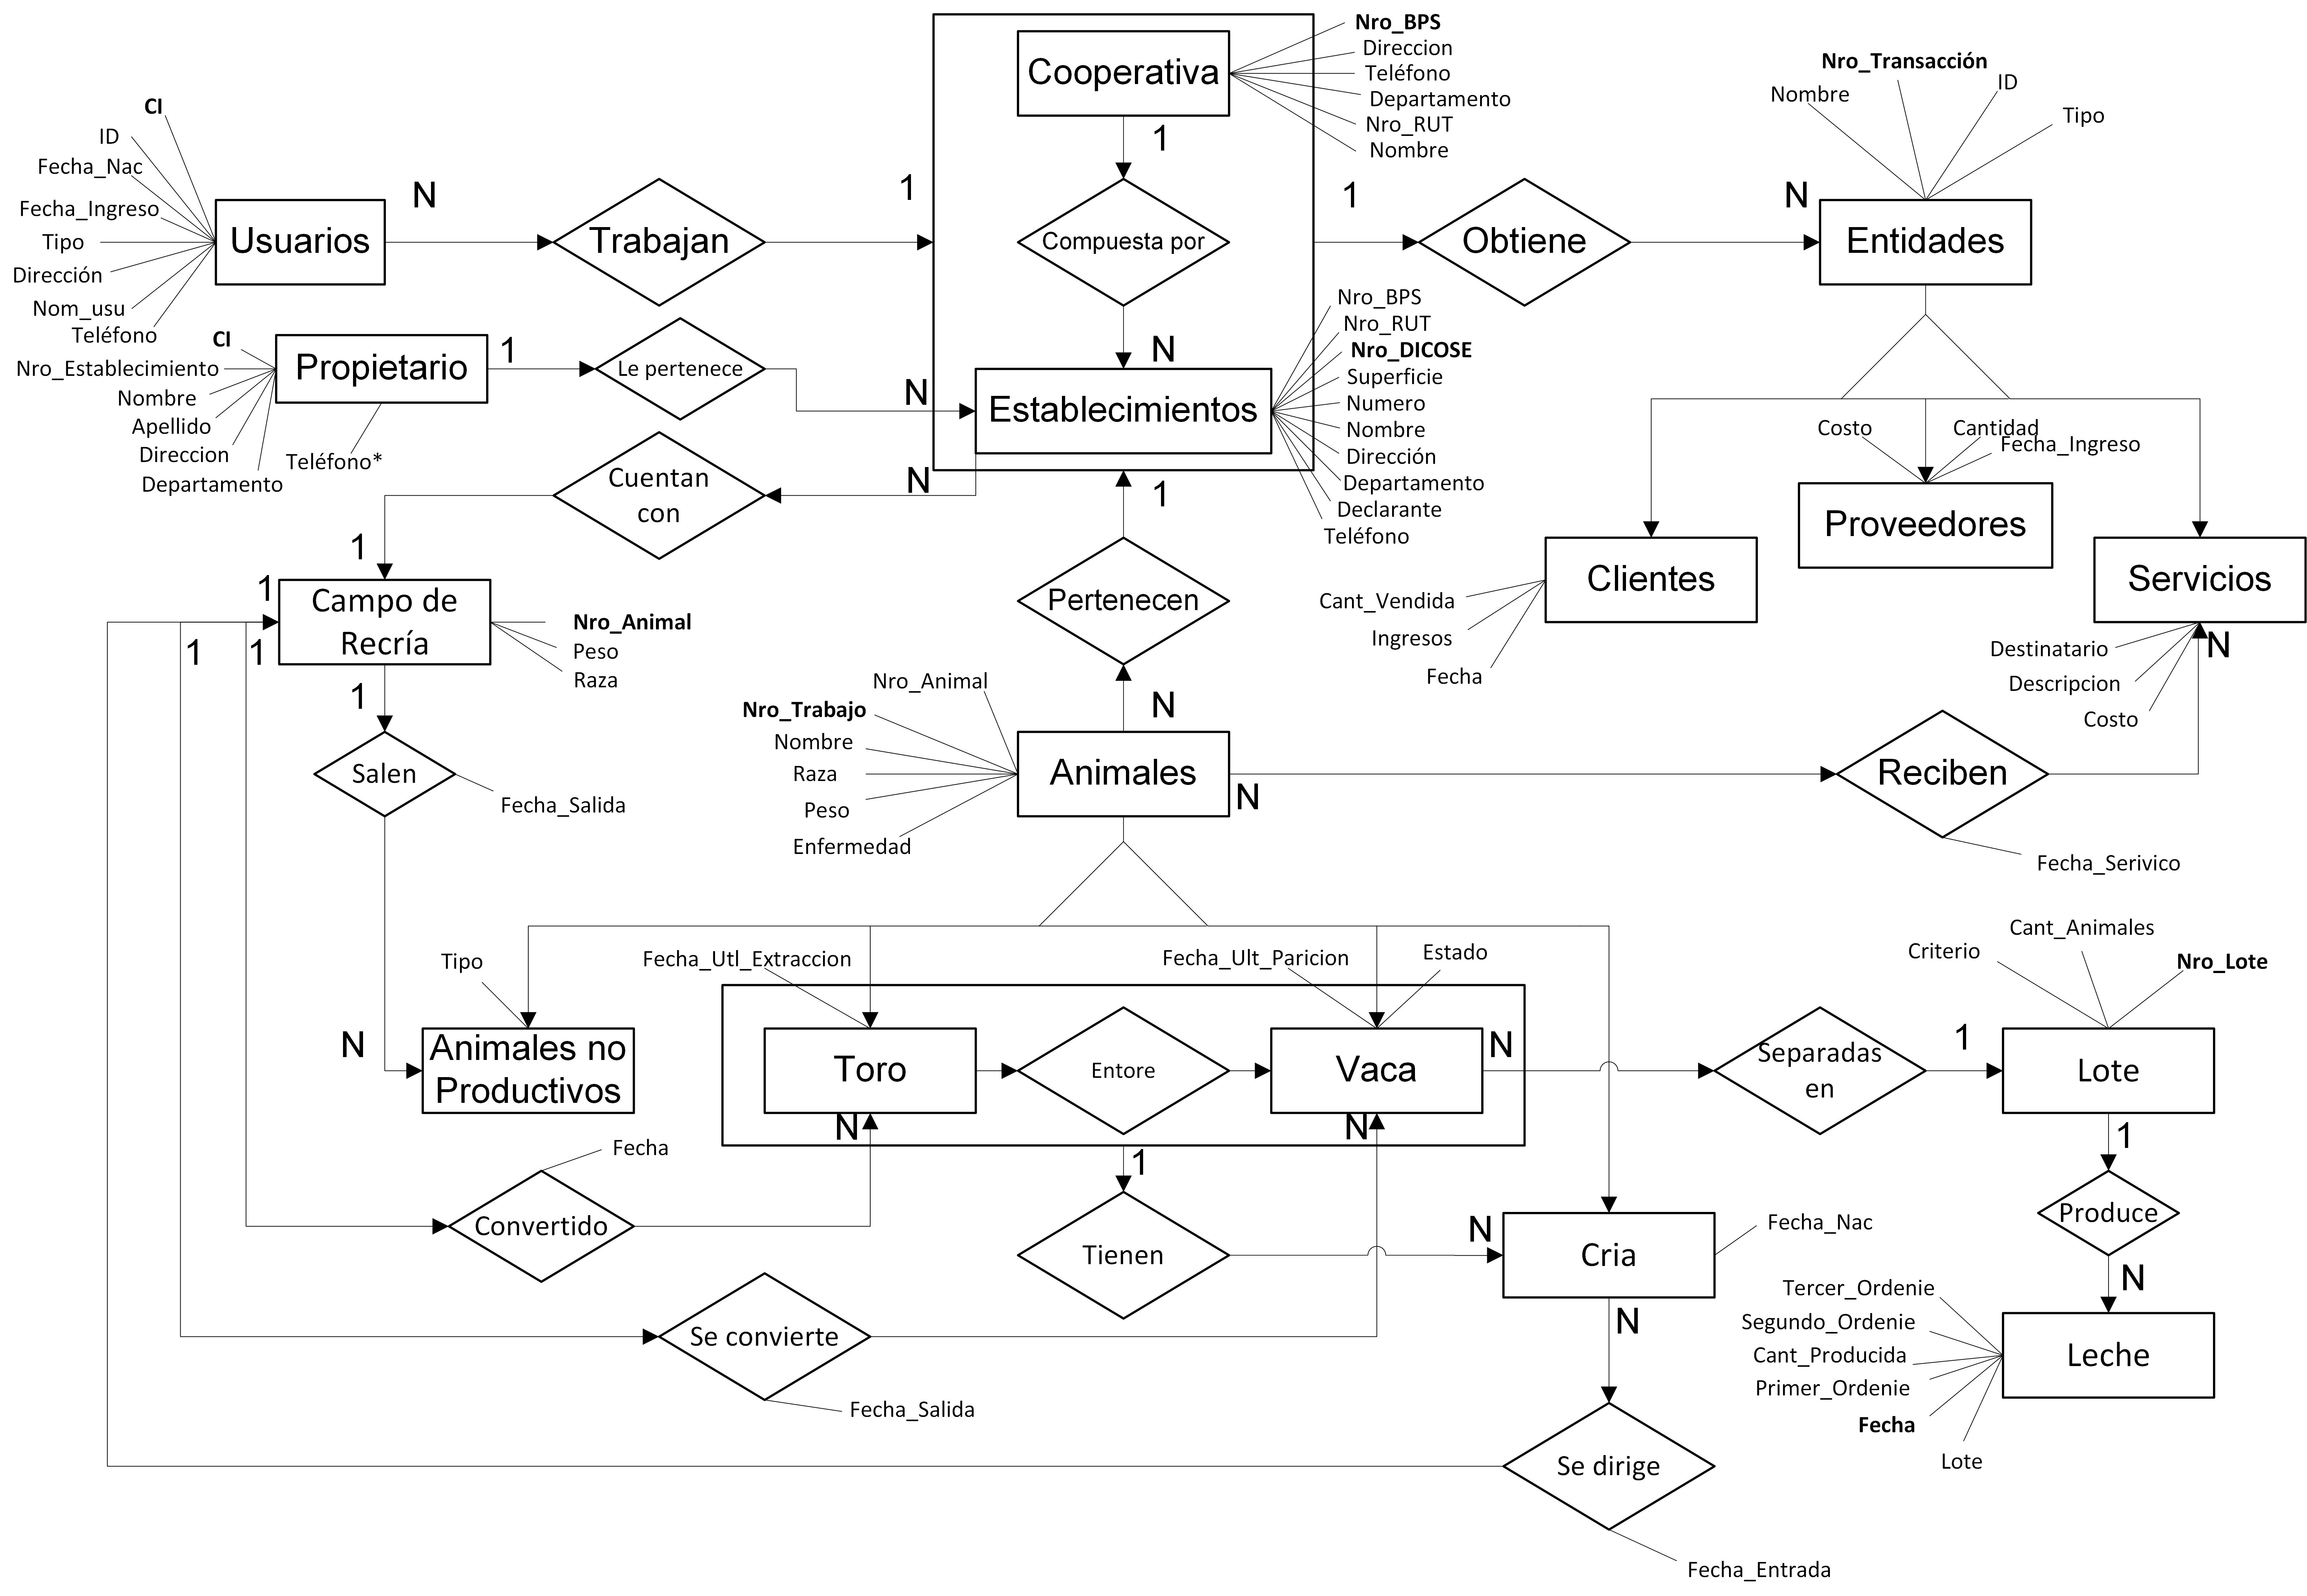 Cooperativa
Nro_BPS
Direccion
Teléfono
Departamento
Nro_RUT
Nombre
1
Compuesta por
N
Establecimientos
Nro_BPS
Nro_RUT
Nro_DICOSE
Superficie
Numero
Nombre
Dirección
Departamento
Declarante
Teléfono
CI
ID
Fecha_Nac
Fecha_Ingreso
Tipo
Dirección
Nom_usu
Teléfono
Usuarios
N
Trabajan
1
1
Obtiene
N
Nro_Transacción
Nombre
ID
Tipo
Entidades
CI
Nro_Establecimiento
Nombre
Apellido
Direccion
Departamento
Teléfono*
Propietario
1
Le pertenece
N
N
Cuentan
con
1
Costo
Cantidad
Fecha_Ingreso
Proveedores
Clientes
Cant_Vendida
Ingresos
Fecha
Servicios
N
Destinatario
Descripcion
Costo
1
1
1
Campo de
Recría
Nro_Animal
Peso
Raza
1
Salen
Fecha_Salida
N
1
Pertenecen
N
Nro_Animal
Nro_Trabajo
Nombre
Raza
Peso
Enfermedad
Animales
N
Reciben
Fecha_Serivico
Tipo
Animales no
Productivos
Fecha_Utl_Extraccion
Toro
N
Entore
Fecha_Ult_Paricion
Estado
Vaca
N
N
Separadas
en
1
Criterio
Cant_Animales
Nro_Lote
Lote
1
Produce
N
Fecha
Convertido
1
Tienen
N
Cria
Fecha_Nac
N
Se convierte
Fecha_Salida
Tercer_Ordenie
Segundo_Ordenie
Cant_Producida
Primer_Ordenie
Fecha
Lote
Leche
Se dirige
Fecha_Entrada